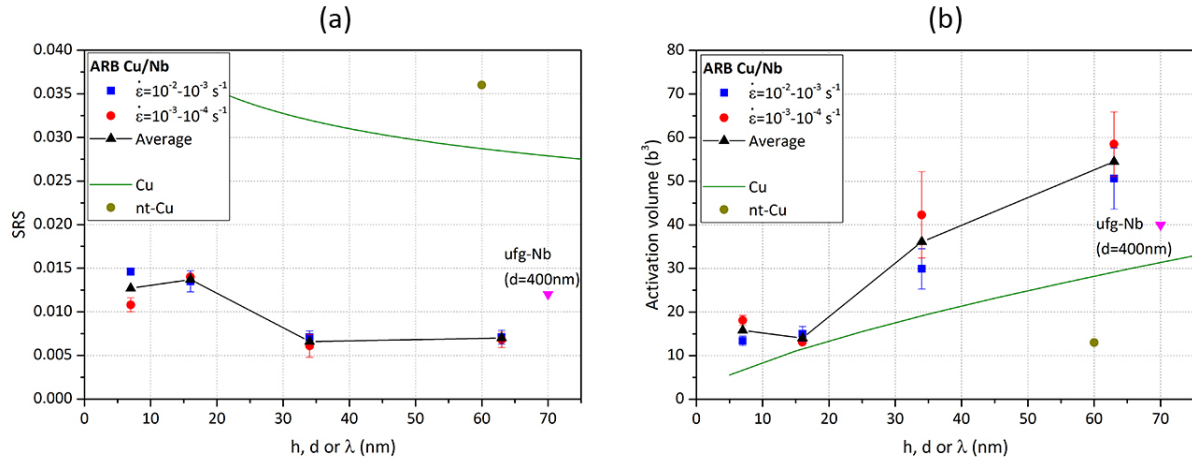 (a)
0.040
0.035
0.030
0.025
0.020
0.015
0.010
0.005
0.000
SRS
ARB Cu/Nb
ε̇=10⁻²-10⁻³ s⁻¹
ε̇=10⁻³-10⁻⁴ s⁻¹
Average
Cu
nt-Cu
ufg-Nb
(d=400nm)
0 10 20 30 40 50 60 70
h, d or λ (nm)
(b)
80
70
60
50
40
30
20
10
0
Activation volume (b³)
ARB Cu/Nb
ε̇=10⁻²-10⁻³ s⁻¹
ε̇=10⁻³-10⁻⁴ s⁻¹
Average
Cu
nt-Cu
ufg-Nb
(d=400nm)
0 10 20 30 40 50 60 70
h, d or λ (nm)